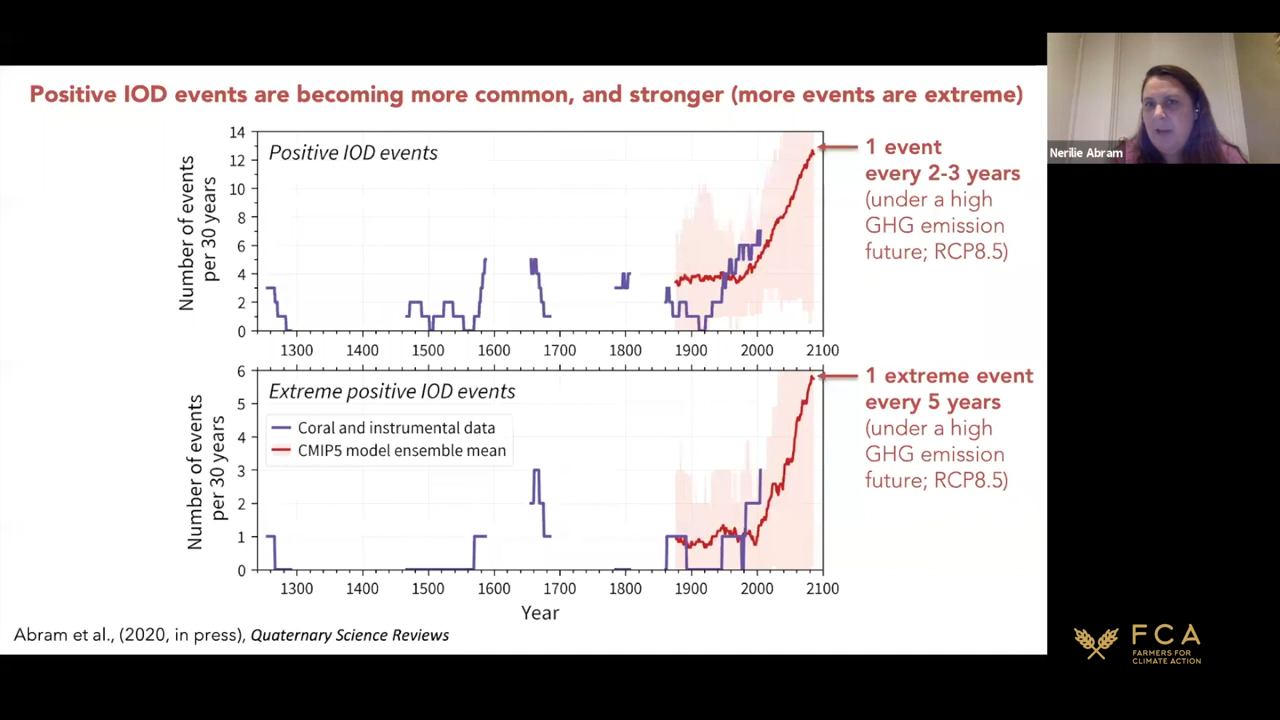 Positive IOD events are becoming more common, and stronger (more events are extreme)
Nerilie Abram
Positive IOD events
Number of events
per 30 years
14
12
10
8
6
4
2
0
1300 1400 1500 1600 1700 1800 1900 2000 2100
1 event
every 2-3 years
(under a high
GHG emission
future; RCP8.5)
Extreme positive IOD events
Coral and instrumental data
CMIP5 model ensemble mean
Number of events
per 30 years
6
5
4
3
2
1
0
1300 1400 1500 1600 1700 1800 1900 2000 2100
Year
1 extreme event
every 5 years
(under a high
GHG emission
future; RCP8.5)
Abram et al., (2020, in press), Quaternary Science Reviews
FCA
FARMERS FOR
CLIMATE ACTION